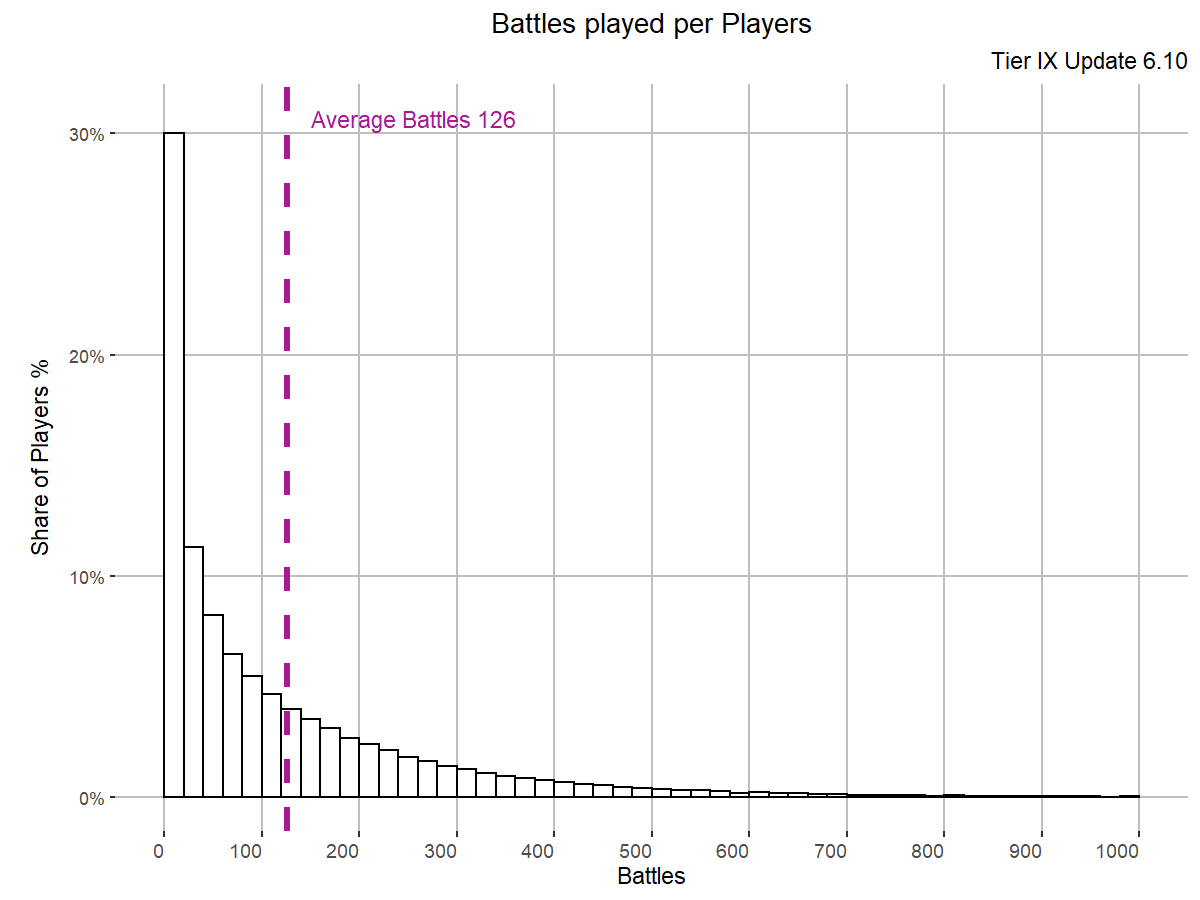 Battles played per Players
Tier IX Update 6.10
Average Battles 126
30%
20%
10%
0%
Share of Players %
0 100 200 300 400 500 600 700 800 900 1000
Battles